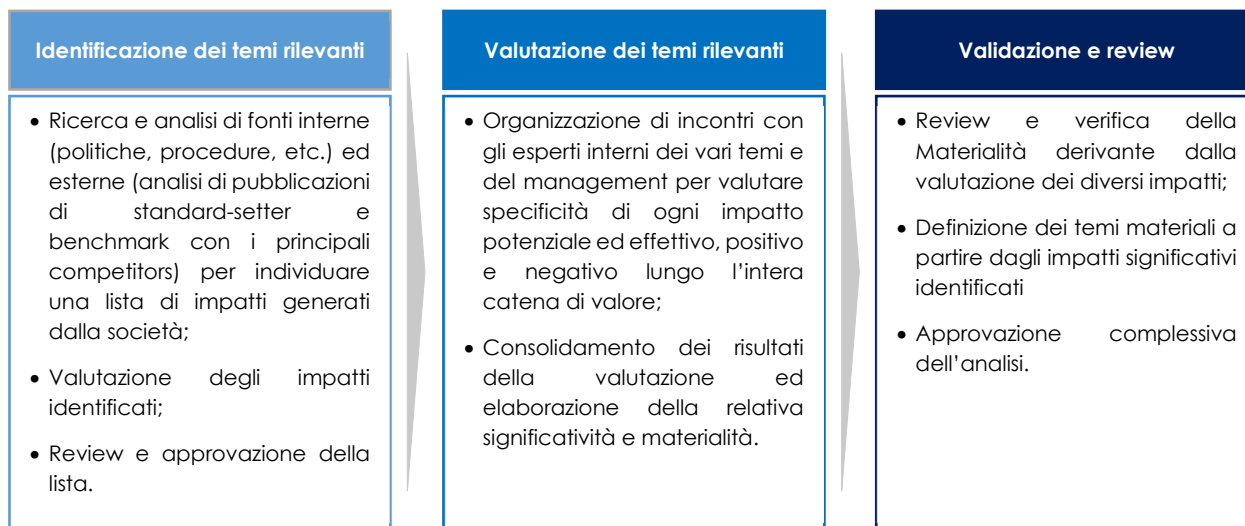 Identificazione dei temi rilevanti
• Ricerca e analisi di fonti interne
(politiche, procedure, etc.) ed
esterne (analisi di pubblicazioni
di standard-setter e
benchmark con i principali
competitors) per individuare
una lista di impatti generati
dalla società;
• Valutazione degli impatti
identificati;
• Review e approvazione della
lista.
Valutazione dei temi rilevanti
• Organizzazione di incontri con
gli esperti interni dei vari temi e
del management per valutare
specificità di ogni impatto
potenziale ed effettivo, positivo
e negativo lungo l’intera
catena di valore;
• Consolidamento dei risultati
della valutazione ed
elaborazione della relativa
significatività e materialità.
Validazione e review
• Review e verifica della
Materialità derivante dalla
valutazione dei diversi impatti;
• Definizione dei temi materiali a
partire dagli impatti significativi
identificati
• Approvazione complessiva
dell’analisi.